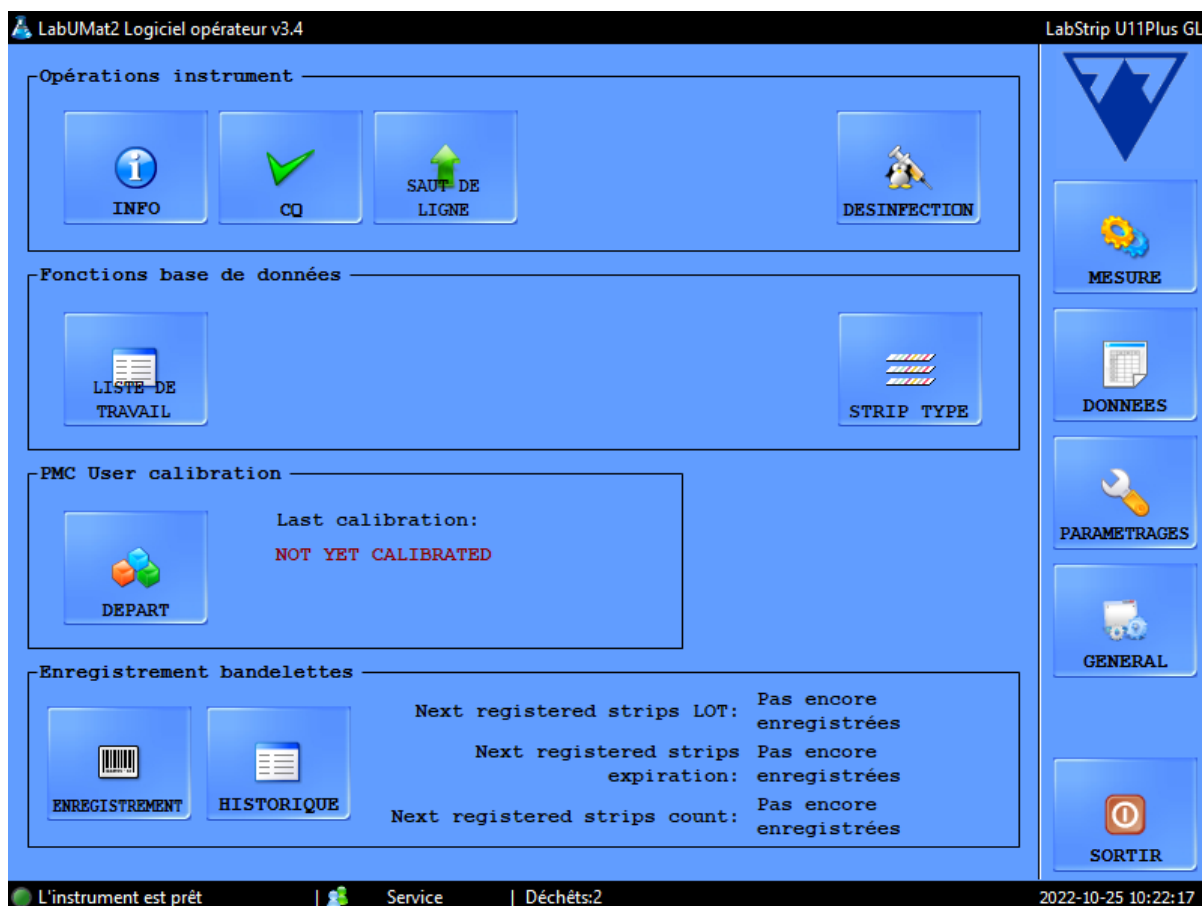 LabUMat2 Logiciel opérateur v3.4
LabStrip U11Plus GL
Opérations instrument
INFO
CQ
SAUT DE
LIGNE
DESINFECTION
MESURE
Fonctions base de données
LISTE DE
TRAVAIL
STRIP TYPE
DONNEES
PMC User calibration
Last calibration:
NOT YET CALIBRATED
DEPART
PARAMETRAGES
GENERAL
Enregistrement bandelettes
ENREGISTREMENT
HISTORIQUE
Next registered strips LOT:
Pas encore
enregistrées
Next registered strips
expiration:
Pas encore
enregistrées
Next registered strips count:
Pas encore
enregistrées
SORTIR
L'instrument est prêt
| Service
| Déchêts:2
2022-10-25 10:22:17